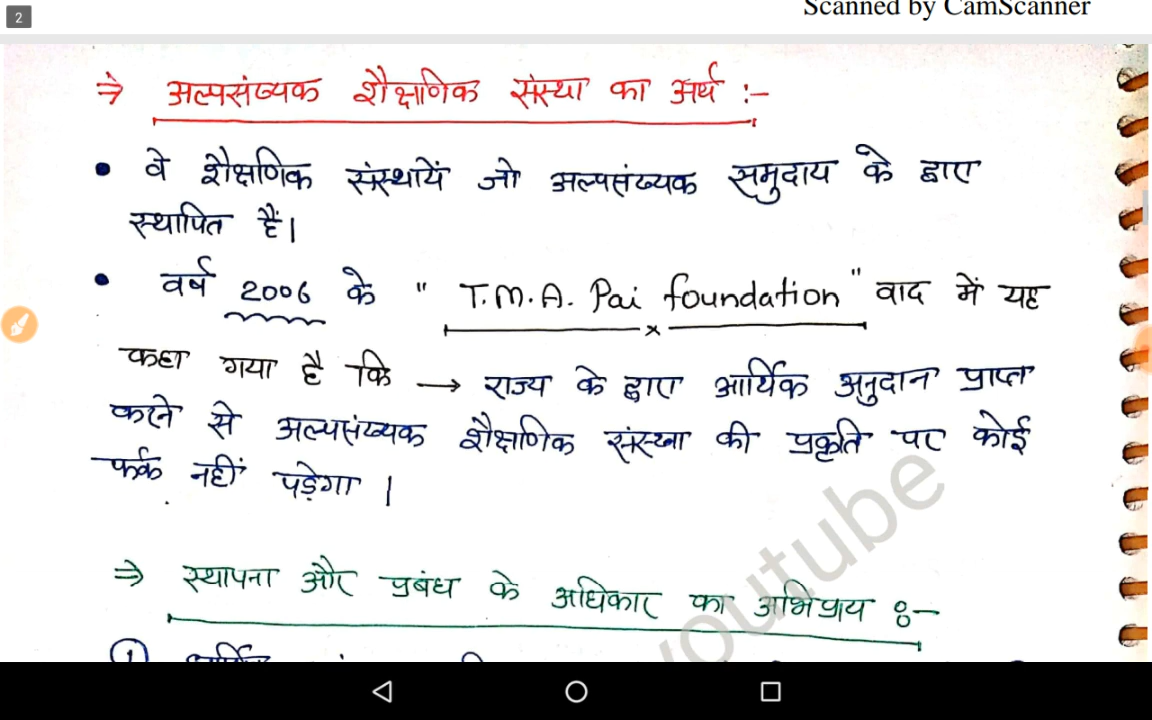 2
Scanned by CamScanner
⇒ अल्पसंख्यक शैक्षणिक संस्था का अर्थ :-
• वे शैक्षणिक संस्थायें जो अल्पसंख्यक समुदाय के द्वारा
स्थापित हैं।
• वर्ष 2006 के " T.M.A. Pai foundation" वाद में यह
कहा गया है कि → राज्य के द्वारा आर्थिक अनुदान प्राप्त
करने से अल्पसंख्यक शैक्षणिक संस्था की प्रकृति पर कोई
फर्क नहीं पड़ेगा ।
⇒ स्थापना और प्रबंध के अधिकार का अभिप्राय :-
youtube
①